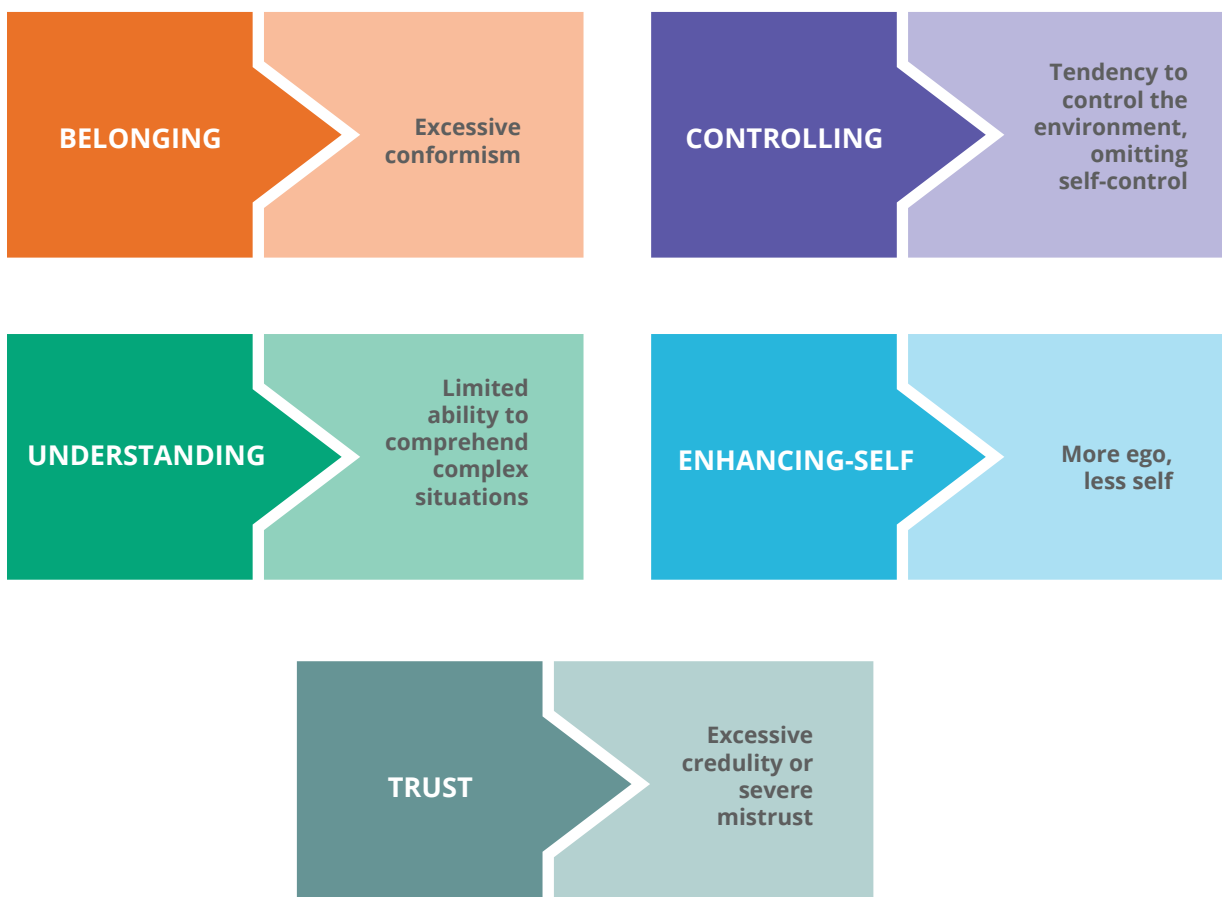 BELONGING
Excessive
conformism
CONTROLLING
Tendency to
control the
environment,
omitting
self-control
UNDERSTANDING
Limited
ability to
comprehend
complex
situations
ENHANCING-SELF
More ego,
less self
TRUST
Excessive
credulity or
severe
mistrust